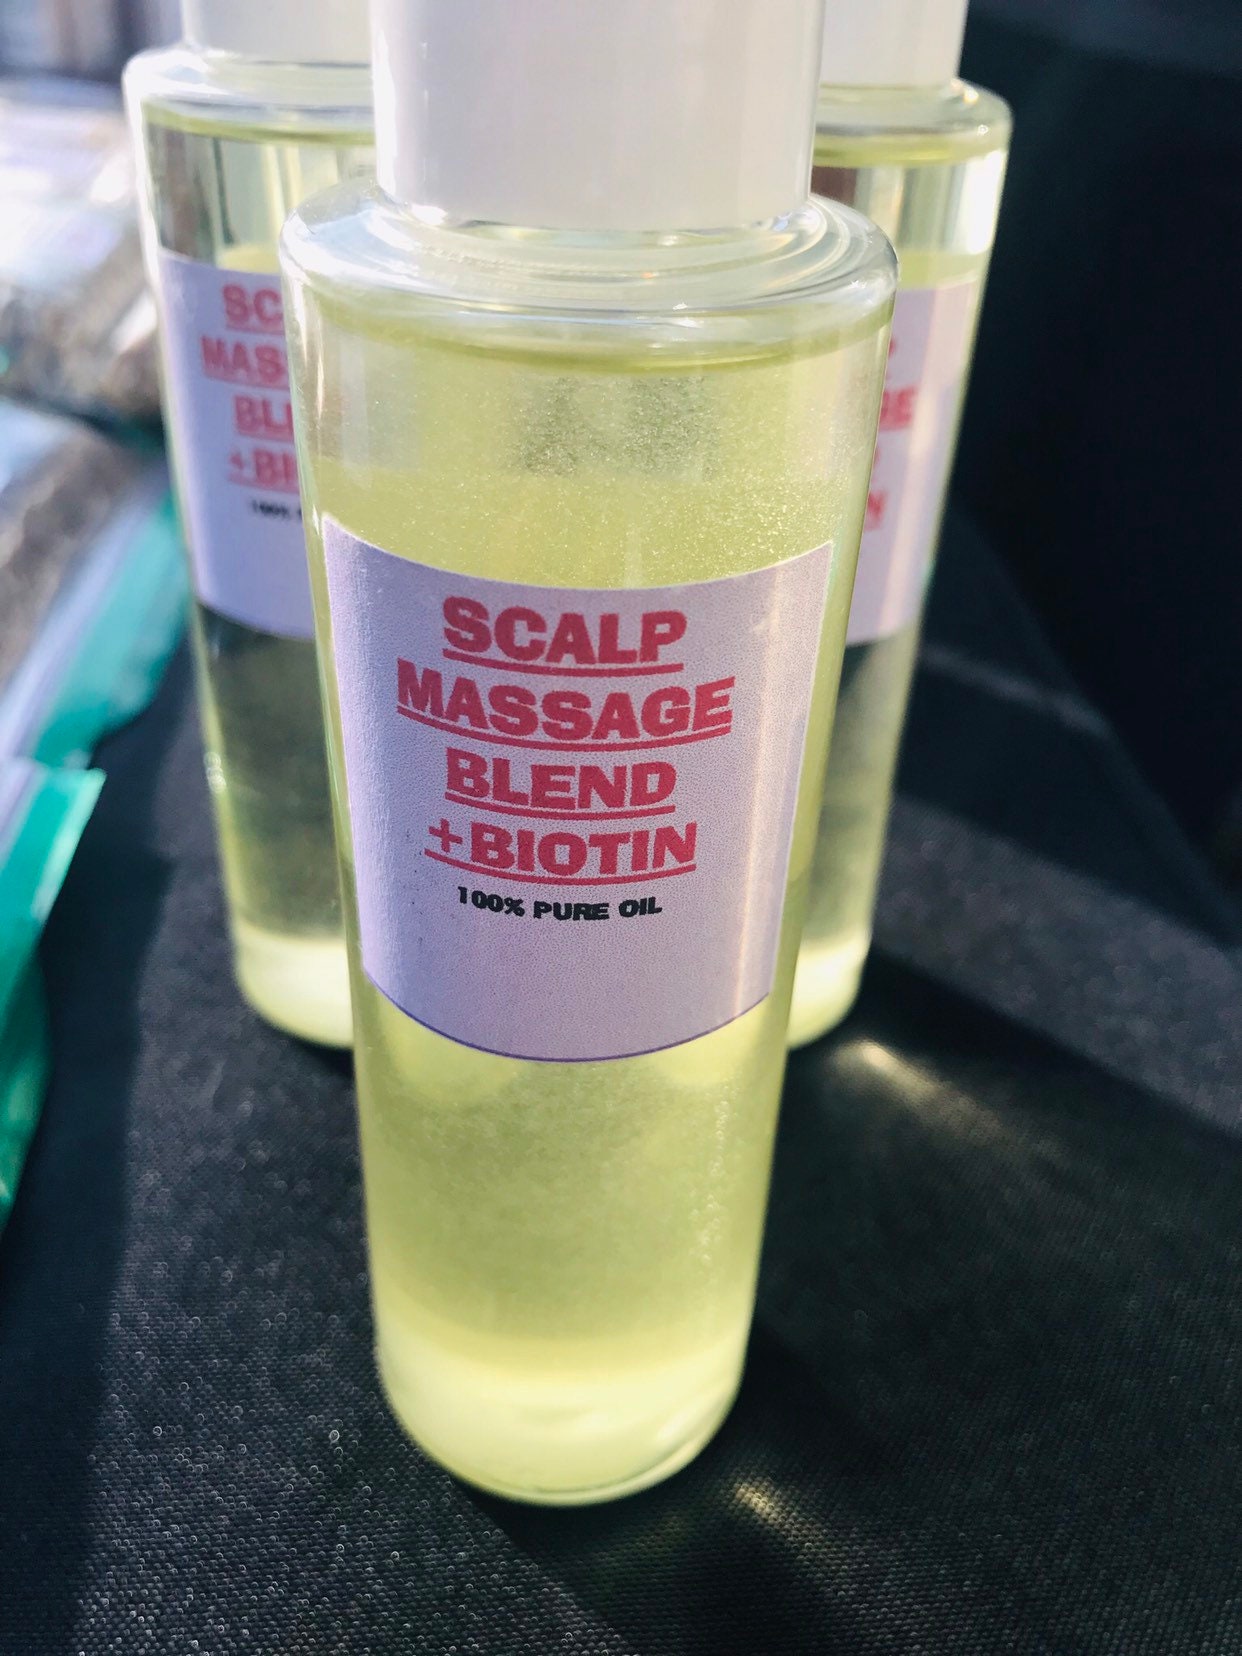 SCALP
MASSAGE
BLEND
+BIOTIN
100% PURE OIL